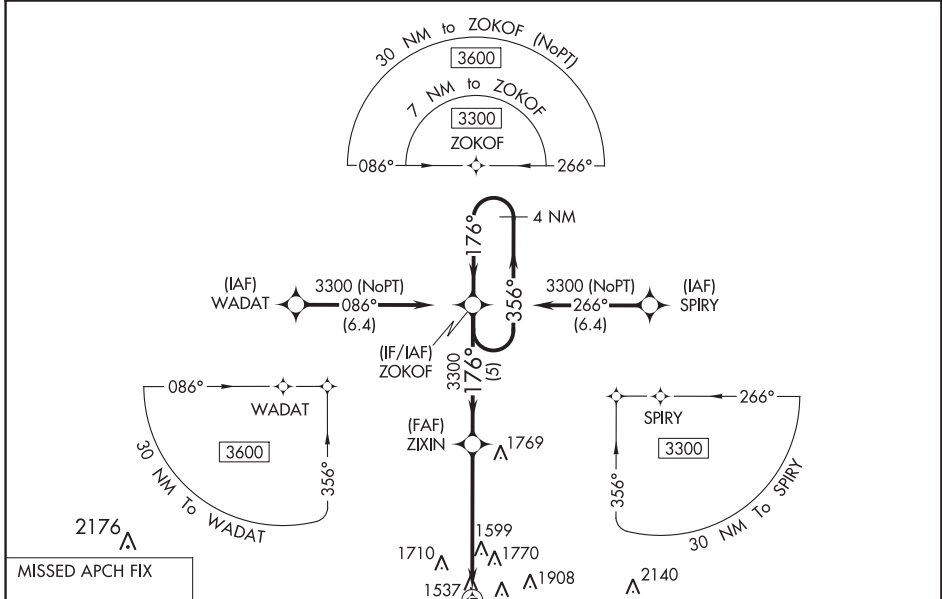 30 NM to ZOKOF (NoPT)
3600
7 NM to ZOKOF
3300
ZOKOF
086°
266°
4 NM
176°
356°
(IAF)
WADAT
3300 (NoPT)
086°
(6.4)
3300 (NoPT)
266°
(6.4)
(IAF)
SPIRY
(IF/IAF)
ZOKOF
3300
176°
(5)
086°
WADAT
3600
356°
30 NM To WADAT
(FAF)
ZIXIN
1769
266°
SPIRY
3300
356°
30 NM To SPIRY
2176
1599
1710
1770
1537
1908
2140
MISSED APCH FIX